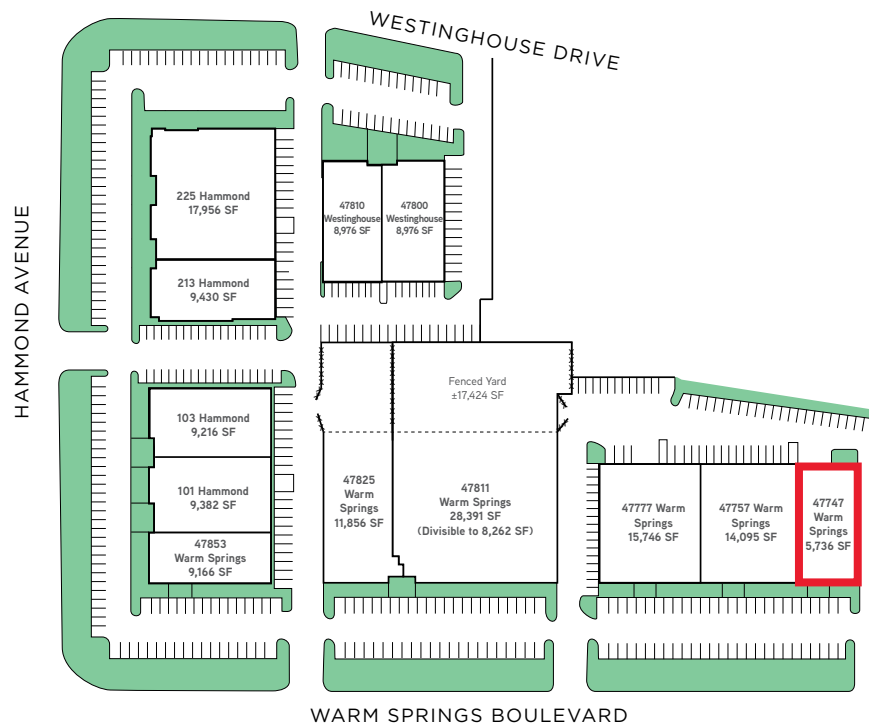 WESTINGHOUSE DRIVE
HAMMOND AVENUE
225 Hammond
17,956 SF
47810
Westinghouse
8,976 SF
47800
Westinghouse
8,976 SF
213 Hammond
9,430 SF
Fenced Yard
±17,424 SF
103 Hammond
9,216 SF
101 Hammond
9,382 SF
47853
Warm Springs
9,166 SF
47825
Warm
Springs
11,856 SF
47811
Warm Springs
28,391 SF
(Divisible to 8,262 SF)
47777 Warm
Springs
15,746 SF
47757 Warm
Springs
14,095 SF
47747
Warm
Springs
5,736 SF
WARM SPRINGS BOULEVARD